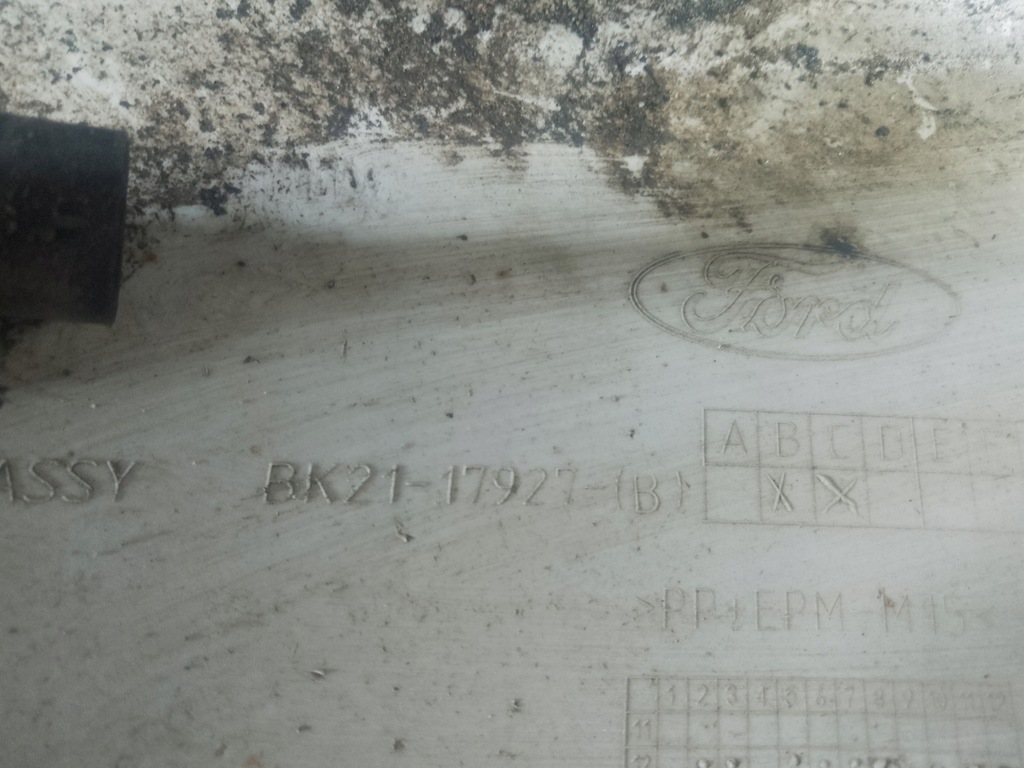 Ford
A B C D E
ASSY BK21-17927-(B) X X
>PP+EPM-M15<
1 2 3 4 5 6 7 8 9 10 11 12
11
12